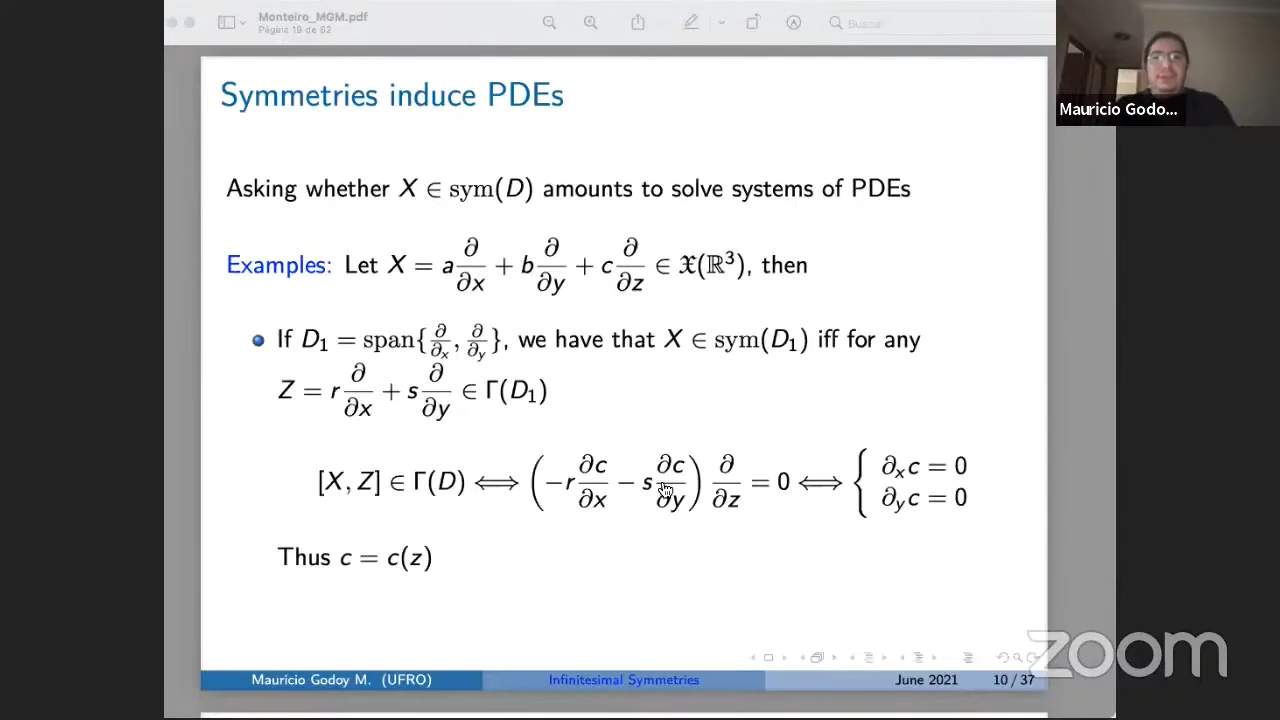 Monteiro_MGM.pdf
Página 19 de 62
Buscar
Mauricio Godo...
Symmetries induce PDEs
Asking whether X ∈ sym(D) amounts to solve systems of PDEs
Examples: Let X = a ∂/∂x + b ∂/∂y + c ∂/∂z ∈ 𝔛(ℝ³), then
If D₁ = span{∂/∂ₓ, ∂/∂ᵧ}, we have that X ∈ sym(D₁) iff for any
Z = r ∂/∂x + s ∂/∂y ∈ Γ(D₁)
[X, Z] ∈ Γ(D) ⟺ (−r ∂c/∂x − s ∂c/∂y) ∂/∂z = 0 ⟺ { ∂ₓc = 0
∂ᵧc = 0
Thus c = c(z)
Mauricio Godoy M. (UFRO) Infinitesimal Symmetries June 2021 10 / 37
zoom